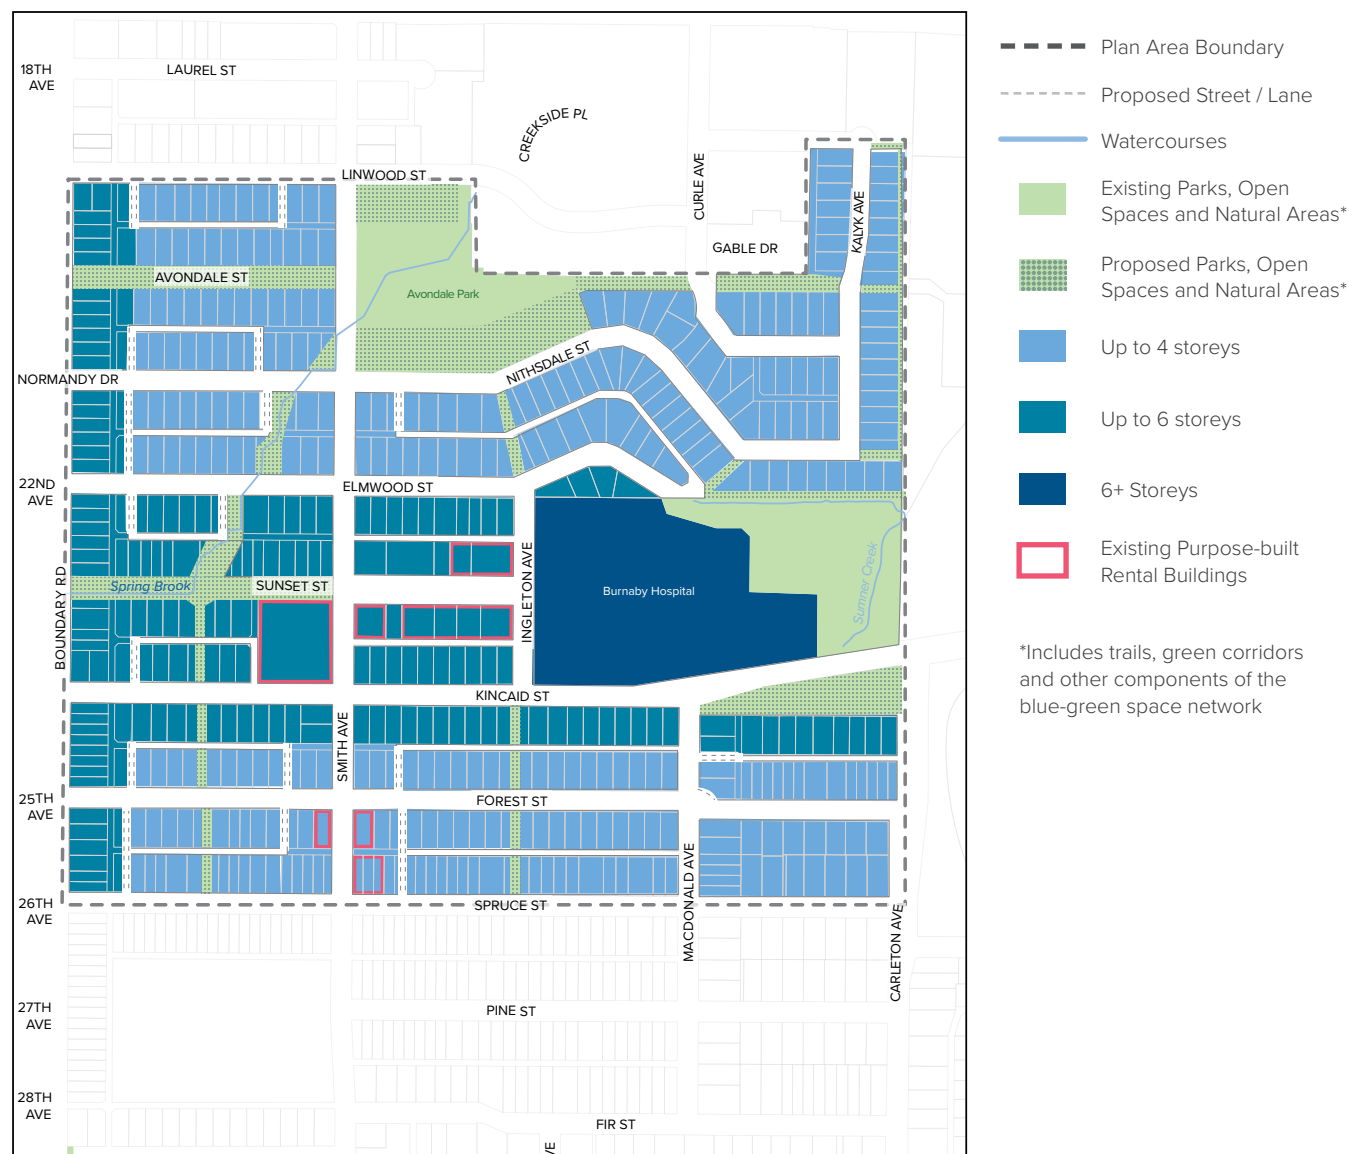 18TH
AVE
LAUREL ST
CREEKSIDE PL
CURLE AVE
LINWOOD ST
KALYK AVE
GABLE DR
AVONDALE ST
Avondale Park
NITHSDALE ST
NORMANDY DR
22ND
AVE
ELMWOOD ST
BOUNDARY RD
Spring Brook
SUNSET ST
INGLETON AVE
Burnaby Hospital
Sumner Creek
KINCAID ST
SMITH AVE
25TH
AVE
FOREST ST
MACDONALD AVE
26TH
AVE
SPRUCE ST
CARLETON AVE
27TH
AVE
PINE ST
28TH
AVE
FIR ST
VE
Plan Area Boundary
Proposed Street / Lane
Watercourses
Existing Parks, Open
Spaces and Natural Areas*
Proposed Parks, Open
Spaces and Natural Areas*
Up to 4 storeys
Up to 6 storeys
6+ Storeys
Existing Purpose-built
Rental Buildings
*Includes trails, green corridors
and other components of the
blue-green space network